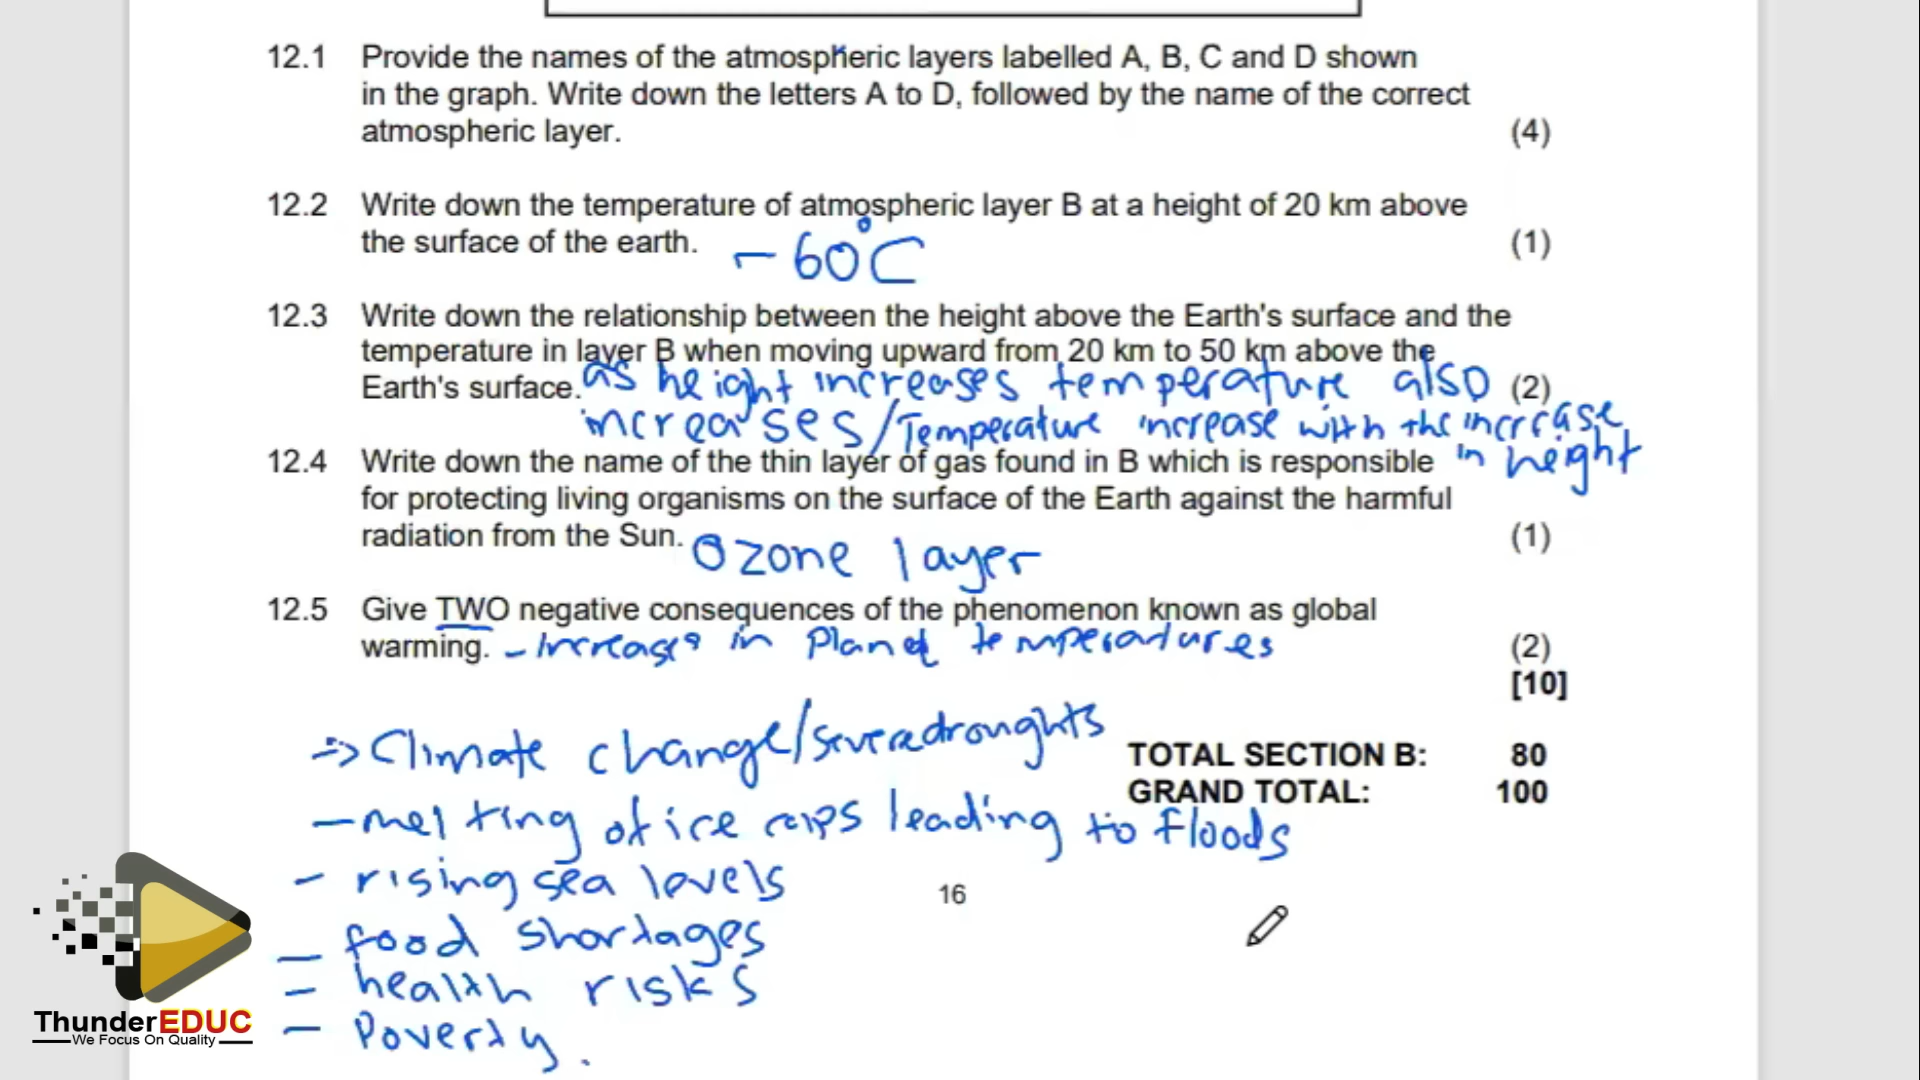 12.1 Provide the names of the atmospheric layers labelled A, B, C and D shown
in the graph. Write down the letters A to D, followed by the name of the correct
atmospheric layer. (4)
12.2 Write down the temperature of atmospheric layer B at a height of 20 km above
the surface of the earth. (1)
-60°C
12.3 Write down the relationship between the height above the Earth's surface and the
temperature in layer B when moving upward from 20 km to 50 km above the
Earth's surface. as height increases temperature also (2)
increases/Temperature increase with the increase
in height
12.4 Write down the name of the thin layer of gas found in B which is responsible
for protecting living organisms on the surface of the Earth against the harmful
radiation from the Sun. (1)
Ozone layer
12.5 Give TWO negative consequences of the phenomenon known as global
warming. - Increases in planet temperatures (2)
[10]
=> Climate change/severe droughts
TOTAL SECTION B: 80
GRAND TOTAL: 100
- melting of ice caps leading to floods
- rising sea levels
16
- food shortages
- health risks
- Poverty.
ThunderEDUC
We Focus On Quality